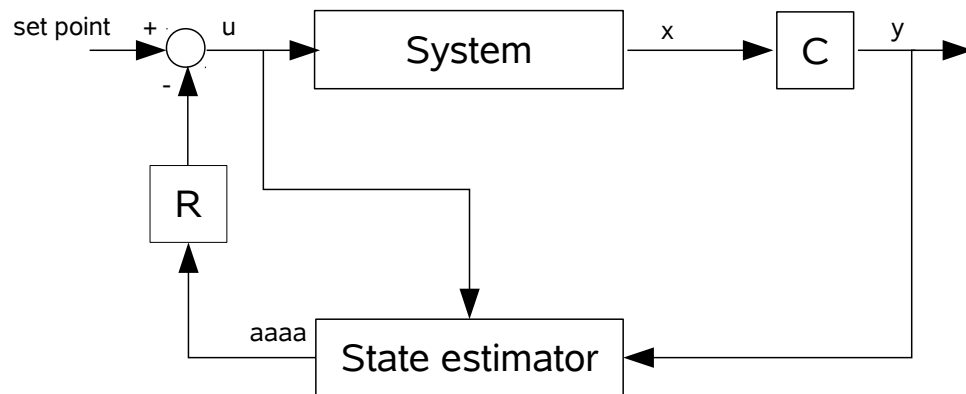 set point + u
System
x
C
y
-
R
aaaa
State estimator